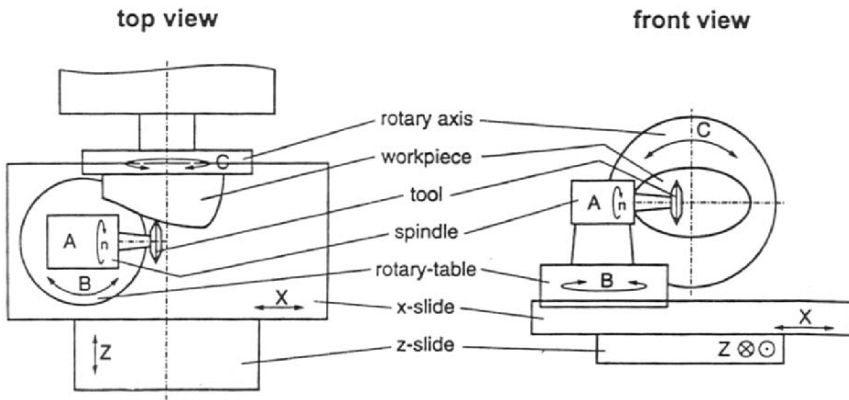 top view
front view
rotary axis
workpiece
tool
spindle
rotary-table
x-slide
z-slide
C
A
n
B
X
Z
C
A
n
B
X
Z